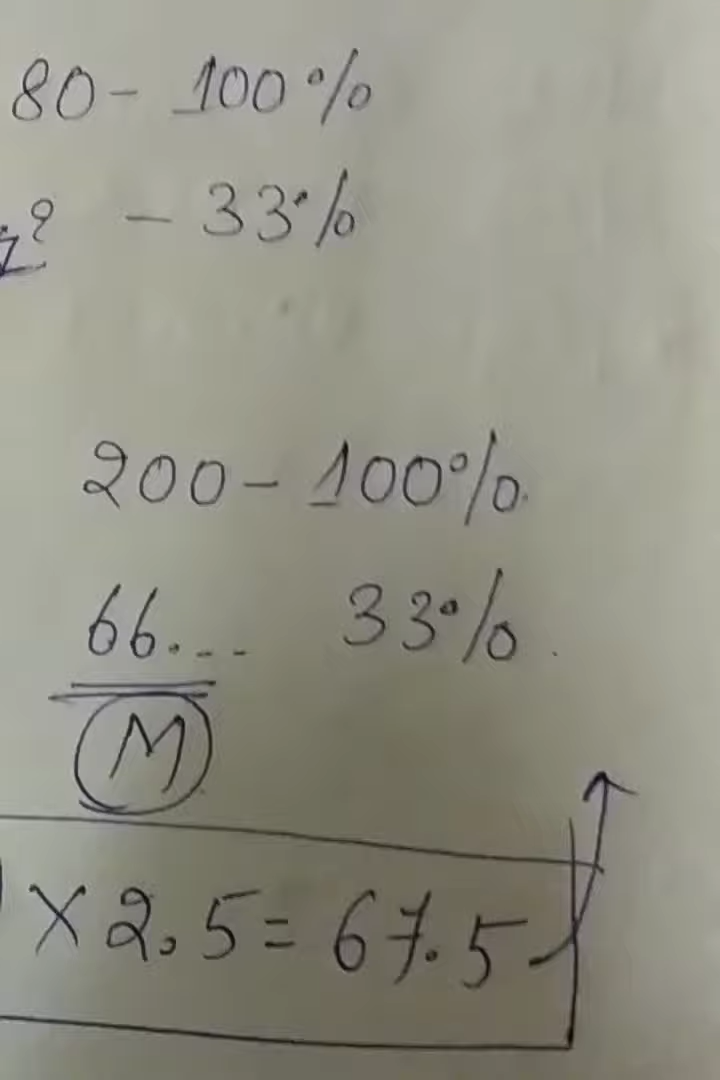 80 - 100%
? - 33%
200 - 100%
66... 33%
M
× 2.5 = 67.5